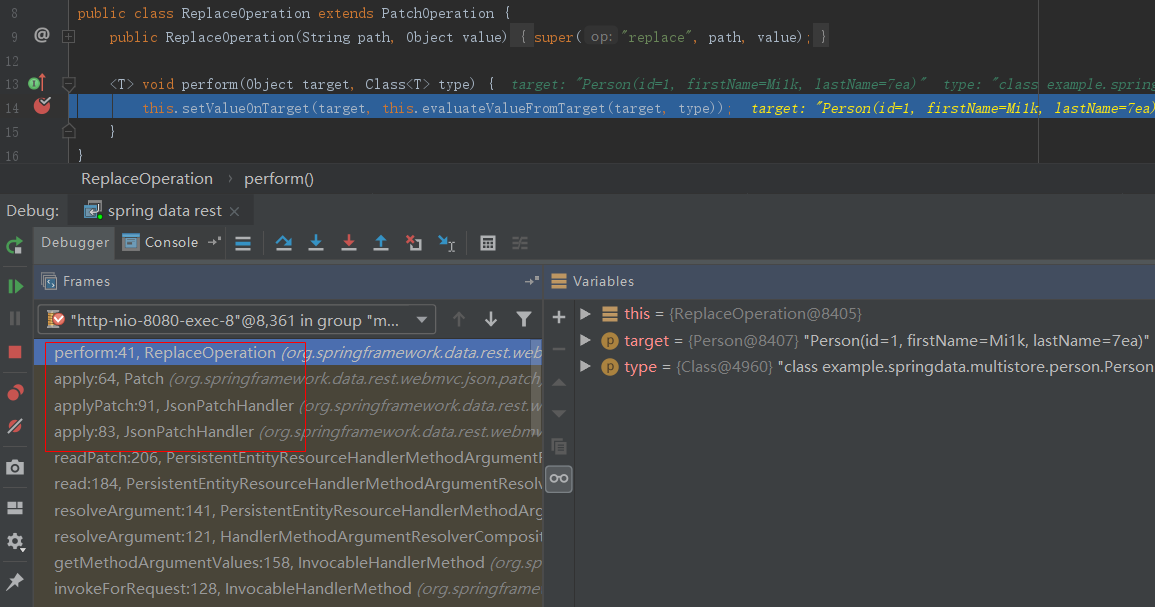 8 public class ReplaceOperation extends PatchOperation {
9 @ public ReplaceOperation(String path, Object value) { super( op: "replace", path, value); }
12
13 <T> void perform(Object target, Class<T> type) { target: "Person(id=1, firstName=Mi1k, lastName=7ea)" type: "class example.spring
14 this.setValueOnTarget(target, this.evaluateValueFromTarget(target, type)); target: "Person(id=1, firstName=Mi1k, lastName=7ea)
15 }
16 }
ReplaceOperation › perform()
Debug: spring data rest ×
Debugger Console
Frames
Variables
"http-nio-8080-exec-8"@8,361 in group "m...
this = {ReplaceOperation@8405}
target = {Person@8407} "Person(id=1, firstName=Mi1k, lastName=7ea)"
type = {Class@4960} "class example.springdata.multistore.person.Person
perform:41, ReplaceOperation (org.springframework.data.rest.web
apply:64, Patch (org.springframework.data.rest.webmvc.json.patch
applyPatch:91, JsonPatchHandler (org.springframework.data.rest.w
apply:83, JsonPatchHandler (org.springframework.data.rest.webmv
readPatch:206, PersistentEntityResourceHandlerMethodArgumentR
read:184, PersistentEntityResourceHandlerMethodArgumentResolv
resolveArgument:141, PersistentEntityResourceHandlerMethodArg
resolveArgument:121, HandlerMethodArgumentResolverComposit
getMethodArgumentValues:158, InvocableHandlerMethod (org.sp
invokeForRequest:128, InvocableHandlerMethod (org.springframe